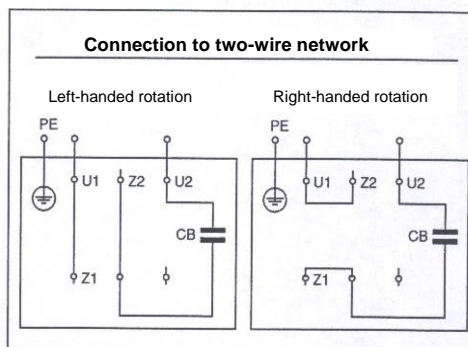 Connection to two-wire network
Left-handed rotation
Right-handed rotation
PE
U1 Z2 U2
CB
Z1
PE
U1 Z2 U2
CB
Z1